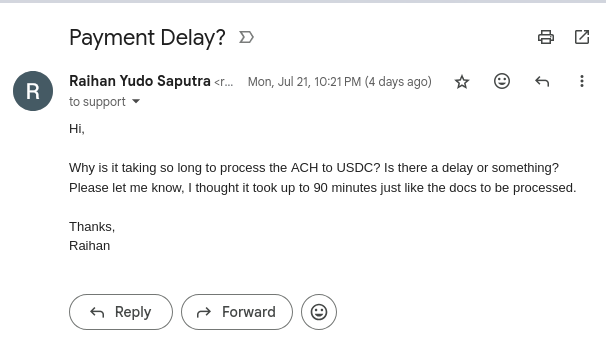 Payment Delay?
R
Raihan Yudo Saputra <r... Mon, Jul 21, 10:21 PM (4 days ago)
to support
Hi,
Why is it taking so long to process the ACH to USDC? Is there a delay or something?
Please let me know, I thought it took up to 90 minutes just like the docs to be processed.
Thanks,
Raihan
Reply Forward